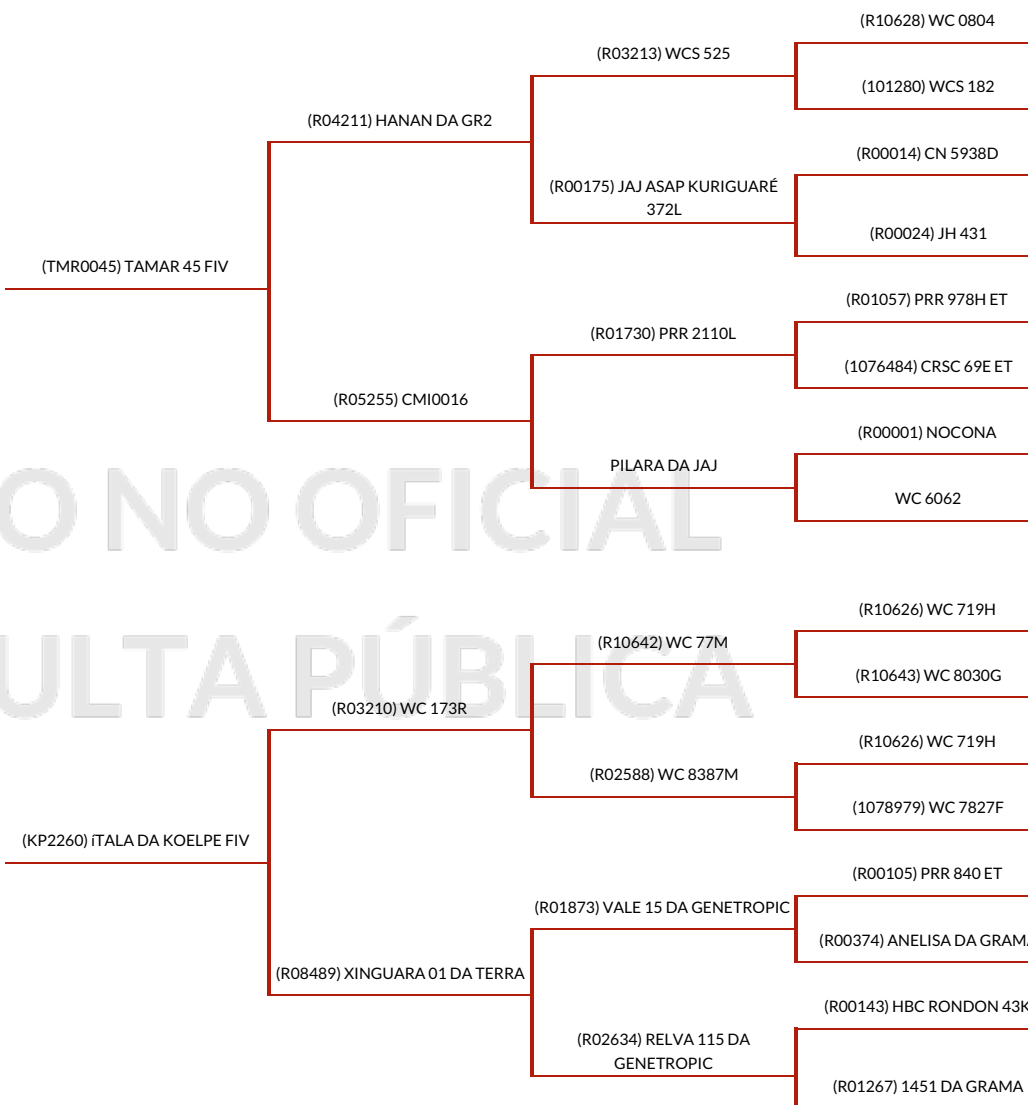 (R10628) WC 0804
(R03213) WCS 525
(101280) WCS 182
(R04211) HANAN DA GR2
(R00014) CN 5938D
(R00175) JAJ ASAP KURIGUARÉ
372L
(R00024) JH 431
(TMR0045) TAMAR 45 FIV
(R01057) PRR 978H ET
(R01730) PRR 2110L
(1076484) CRSC 69E ET
(R05255) CMI0016
(R00001) NOCONA
PILARA DA JAJ
WC 6062
O NO OFICIAL
(R10626) WC 719H
ULTA PÚBLICA
(R10642) WC 77M
(R10643) WC 8030G
(R03210) WC 173R
(R10626) WC 719H
(R02588) WC 8387M
(1078979) WC 7827F
(KP2260) iTALA DA KOELPE FIV
(R00105) PRR 840 ET
(R01873) VALE 15 DA GENETROPIC
(R00374) ANELISA DA GRAMA
(R08489) XINGUARA 01 DA TERRA
(R00143) HBC RONDON 43K
(R02634) RELVA 115 DA
GENETROPIC
(R01267) 1451 DA GRAMA